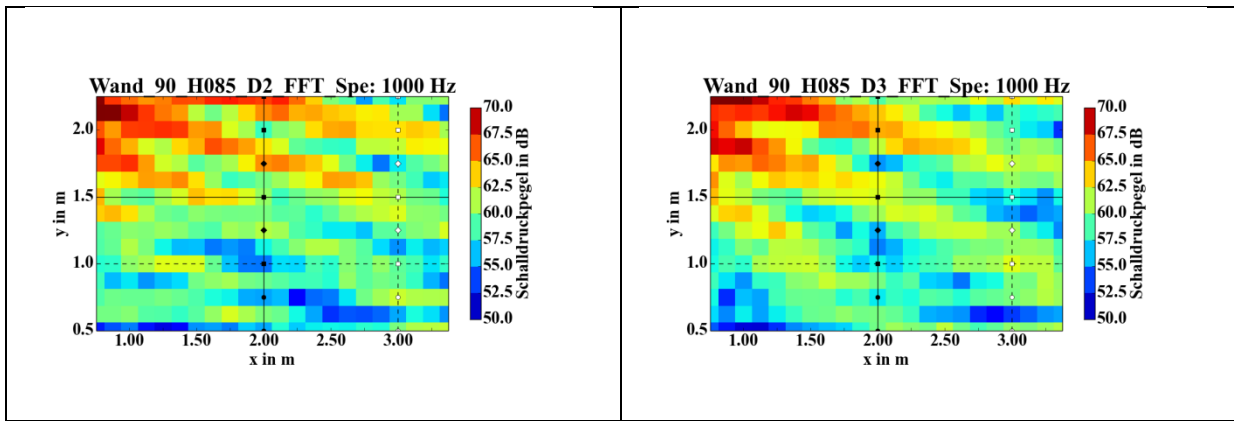 Wand_90_H085_D2_FFT_Spe: 1000 Hz
70.0
67.5
65.0
62.5
60.0
57.5
55.0
52.5
50.0
Schalldruckpegel in dB
2.0
1.5
1.0
0.5
y in m
1.00 1.50 2.00 2.50 3.00
x in m
Wand_90_H085_D3_FFT_Spe: 1000 Hz
70.0
67.5
65.0
62.5
60.0
57.5
55.0
52.5
50.0
Schalldruckpegel in dB
2.0
1.5
1.0
0.5
y in m
1.00 1.50 2.00 2.50 3.00
x in m